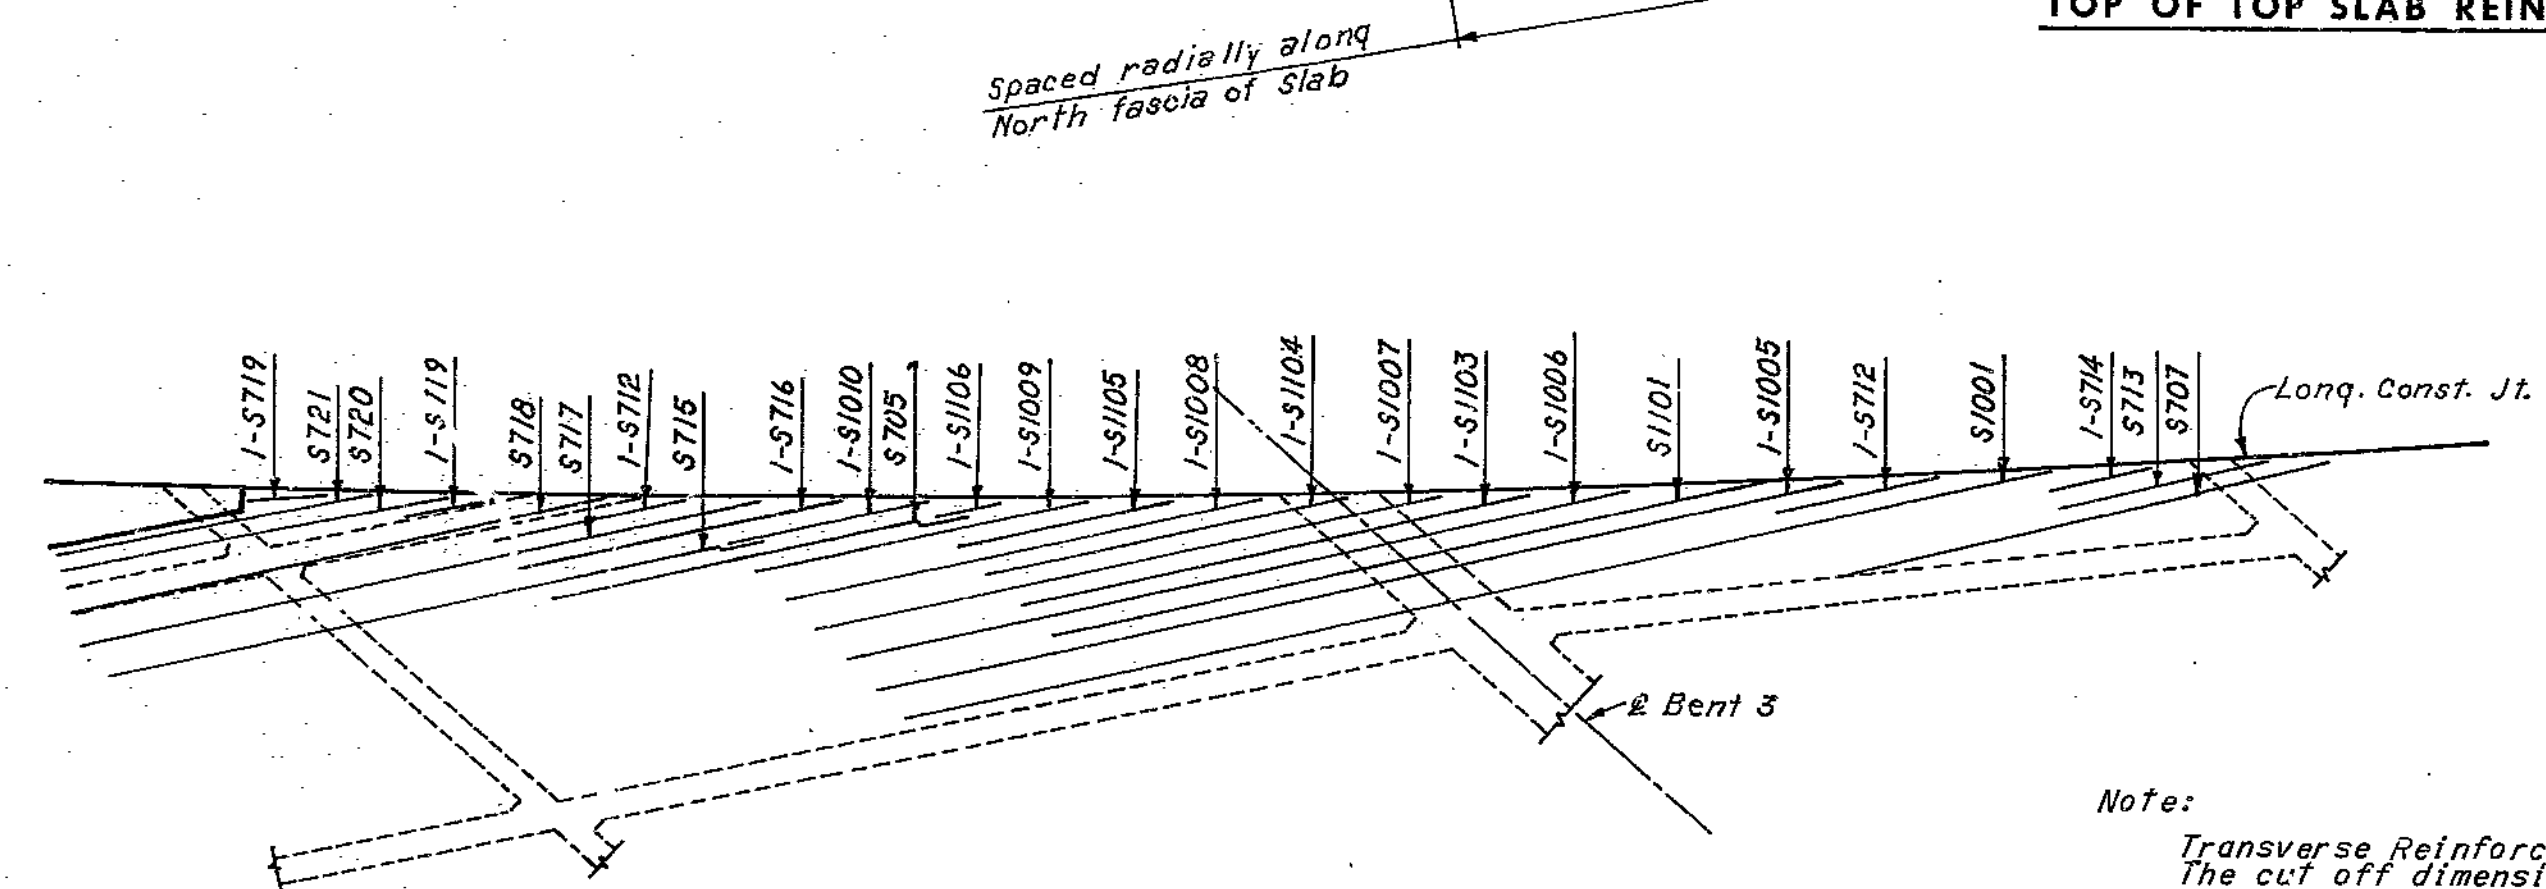 TOP OF TOP SLAB REIN
Spaced radially along
North fascia of Slab
1-S719
S721
S720
1-S719
S718
S717
1-S712
S715
1-S716
1-S1010
S705
1-S1106
1-S1009
1-S1105
1-S1008
1-S1104
1-S1007
1-S1103
1-S1006
S1101
1-S1005
1-S712
S1001
1-S714
S713
S707
Long. Const. Jt.
℄ Bent 3
Note:
Transverse Reinforc
The cut off dimensi